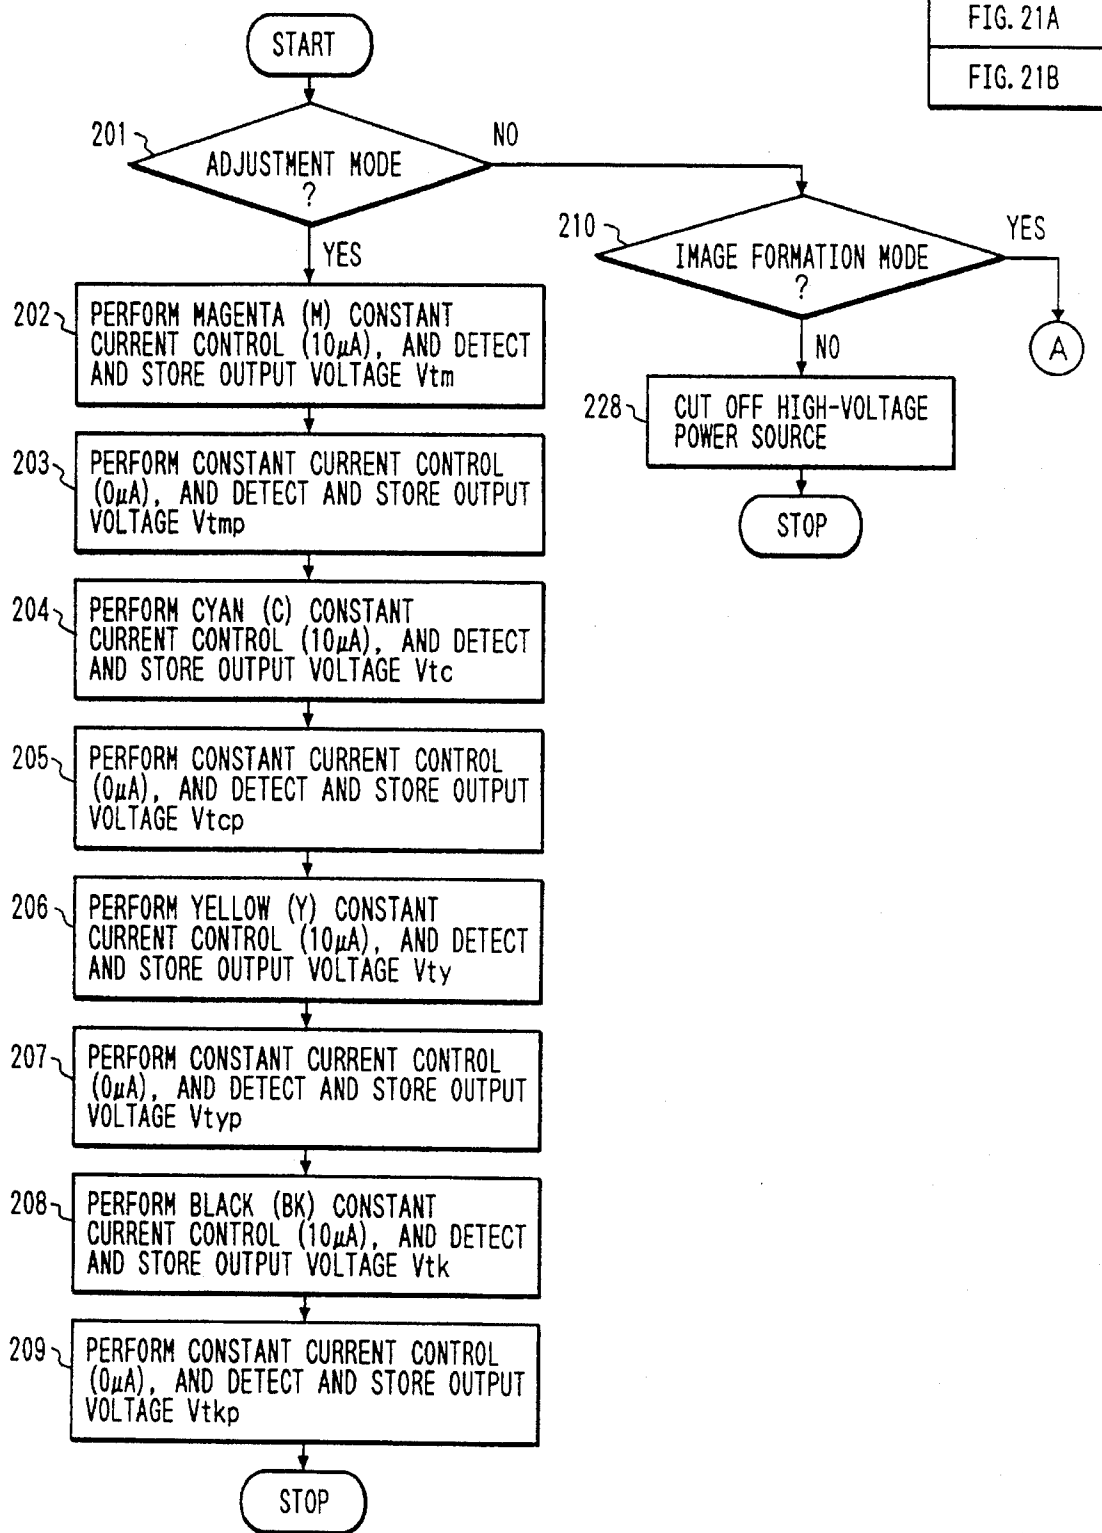 FIG. 21A
FIG. 21B
START
201
ADJUSTMENT MODE
?
NO
YES
210
IMAGE FORMATION MODE
?
YES
A
NO
228
CUT OFF HIGH-VOLTAGE
POWER SOURCE
STOP
202
PERFORM MAGENTA (M) CONSTANT
CURRENT CONTROL (10μA), AND DETECT
AND STORE OUTPUT VOLTAGE Vtm
203
PERFORM CONSTANT CURRENT CONTROL
(0μA), AND DETECT AND STORE OUTPUT
VOLTAGE Vtmp
204
PERFORM CYAN (C) CONSTANT
CURRENT CONTROL (10μA), AND DETECT
AND STORE OUTPUT VOLTAGE Vtc
205
PERFORM CONSTANT CURRENT CONTROL
(0μA), AND DETECT AND STORE OUTPUT
VOLTAGE Vtcp
206
PERFORM YELLOW (Y) CONSTANT
CURRENT CONTROL (10μA), AND DETECT
AND STORE OUTPUT VOLTAGE Vty
207
PERFORM CONSTANT CURRENT CONTROL
(0μA), AND DETECT AND STORE OUTPUT
VOLTAGE Vtyp
208
PERFORM BLACK (BK) CONSTANT
CURRENT CONTROL (10μA), AND DETECT
AND STORE OUTPUT VOLTAGE Vtk
209
PERFORM CONSTANT CURRENT CONTROL
(0μA), AND DETECT AND STORE OUTPUT
VOLTAGE Vtkp
STOP